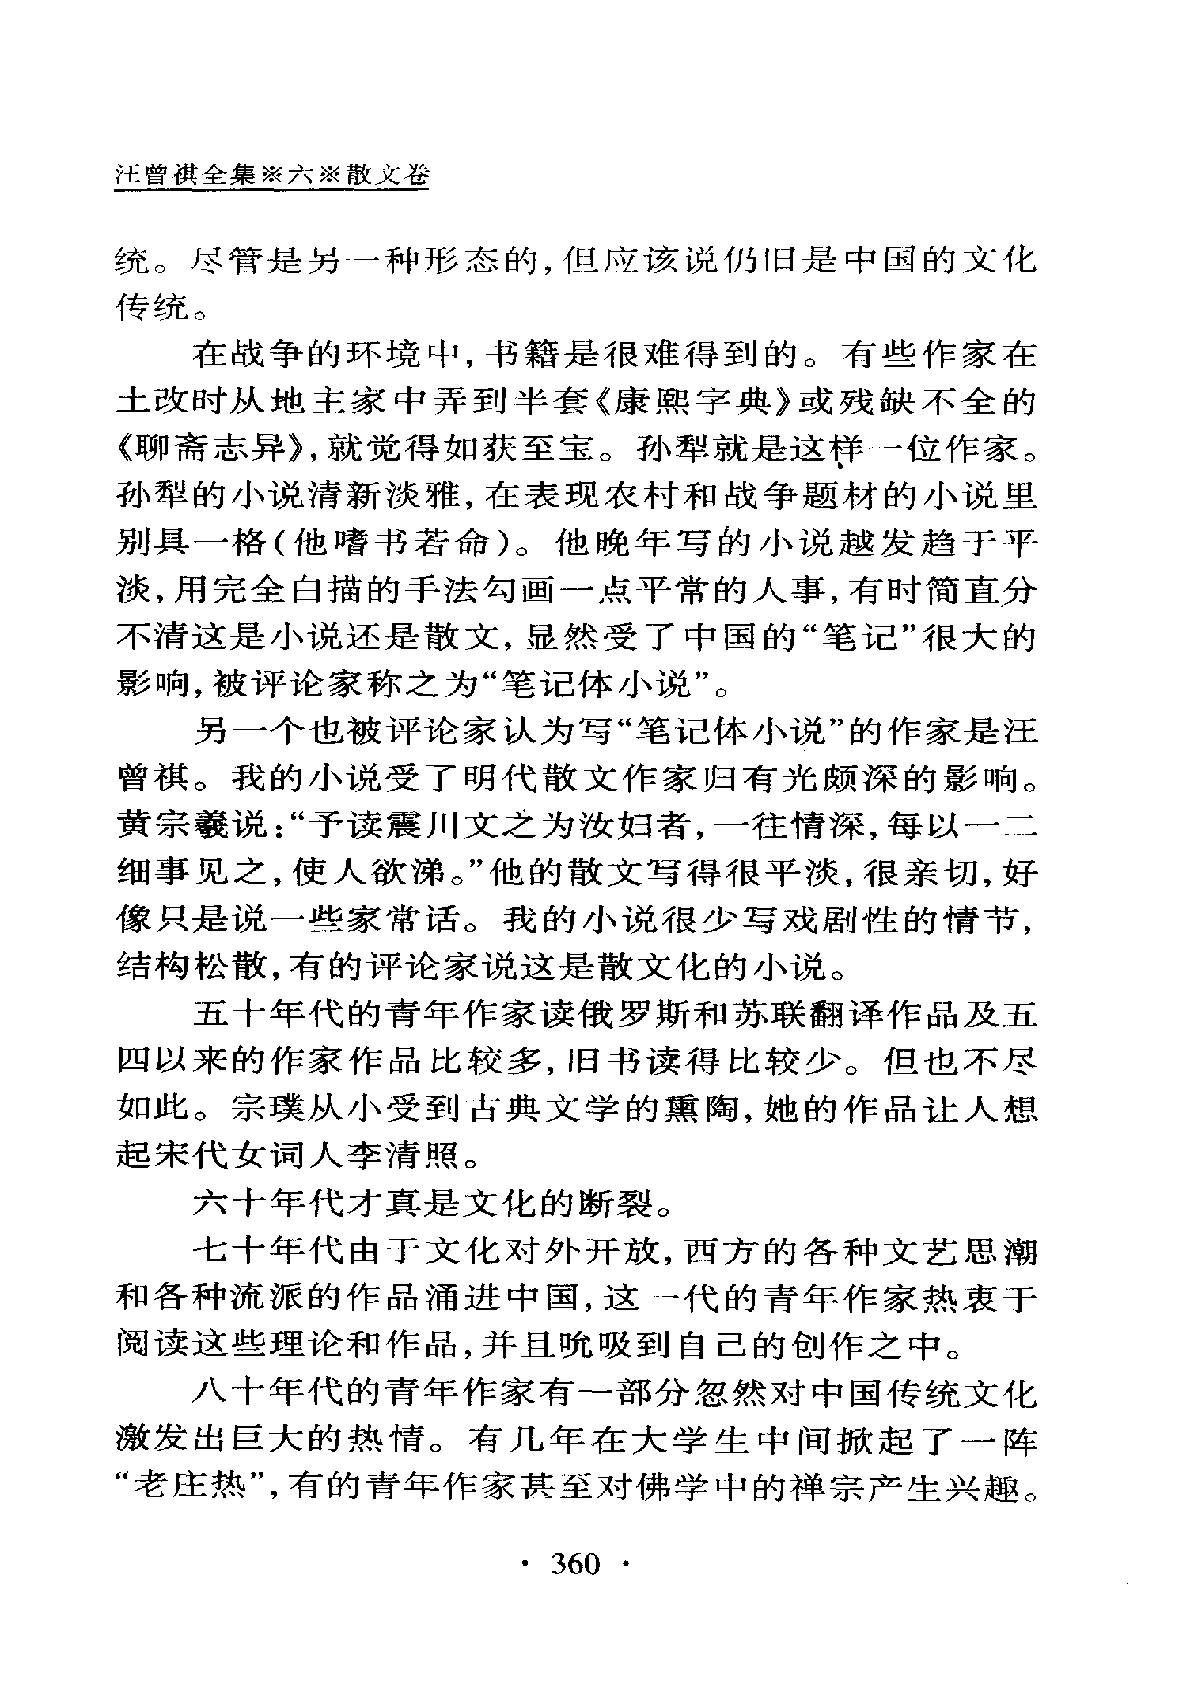 汪曾祺全集※六※散文卷
统。尽管是另一种形态的,但应该说仍旧是中国的文化
传统。
在战争的环境中,书籍是很难得到的。有些作家在
土改时从地主家中弄到半套《康熙字典》或残缺不全的
《聊斋志异》,就觉得如获至宝。孙犁就是这样一位作家。
孙犁的小说清新淡雅,在表现农村和战争题材的小说里
别具一格(他嗜书若命)。他晚年写的小说越发趋于平
淡,用完全白描的手法勾画一点平常的人事,有时简直分
不清这是小说还是散文,显然受了中国的“笔记”很大的
影响,被评论家称之为“笔记体小说”。
另一个也被评论家认为写“笔记体小说”的作家是汪
曾祺。我的小说受了明代散文作家归有光颇深的影响。
黄宗羲说:“予读震川文之为汝妇者,一往情深,每以一二
细事见之,使人欲涕。”他的散文写得很平淡,很亲切,好
像只是说一些家常话。我的小说很少写戏剧性的情节,
结构松散,有的评论家说这是散文化的小说。
五十年代的青年作家读俄罗斯和苏联翻译作品及五
四以来的作家作品比较多,旧书读得比较少。但也不尽
如此。宗璞从小受到古典文学的熏陶,她的作品让人想
起宋代女词人李清照。
六十年代才真是文化的断裂。
七十年代由于文化对外开放,西方的各种文艺思潮
和各种流派的作品涌进中国,这一代的青年作家热衷于
阅读这些理论和作品,并且吮吸到自己的创作之中。
八十年代的青年作家有一部分忽然对中国传统文化
激发出巨大的热情。有几年在大学生中间掀起了一阵
“老庄热”,有的青年作家甚至对佛学中的禅宗产生兴趣。
· 360 ·